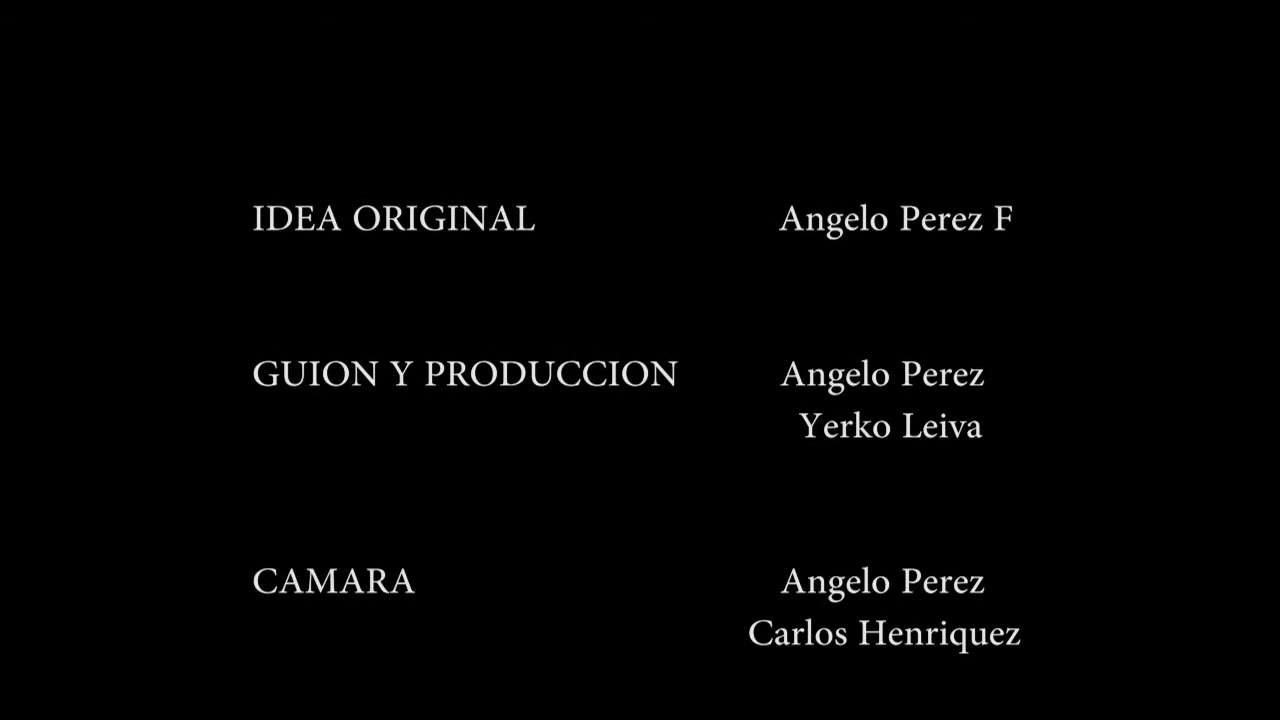 IDEA ORIGINAL Angelo Perez F
GUION Y PRODUCCION Angelo Perez
Yerko Leiva
CAMARA Angelo Perez
Carlos Henriquez